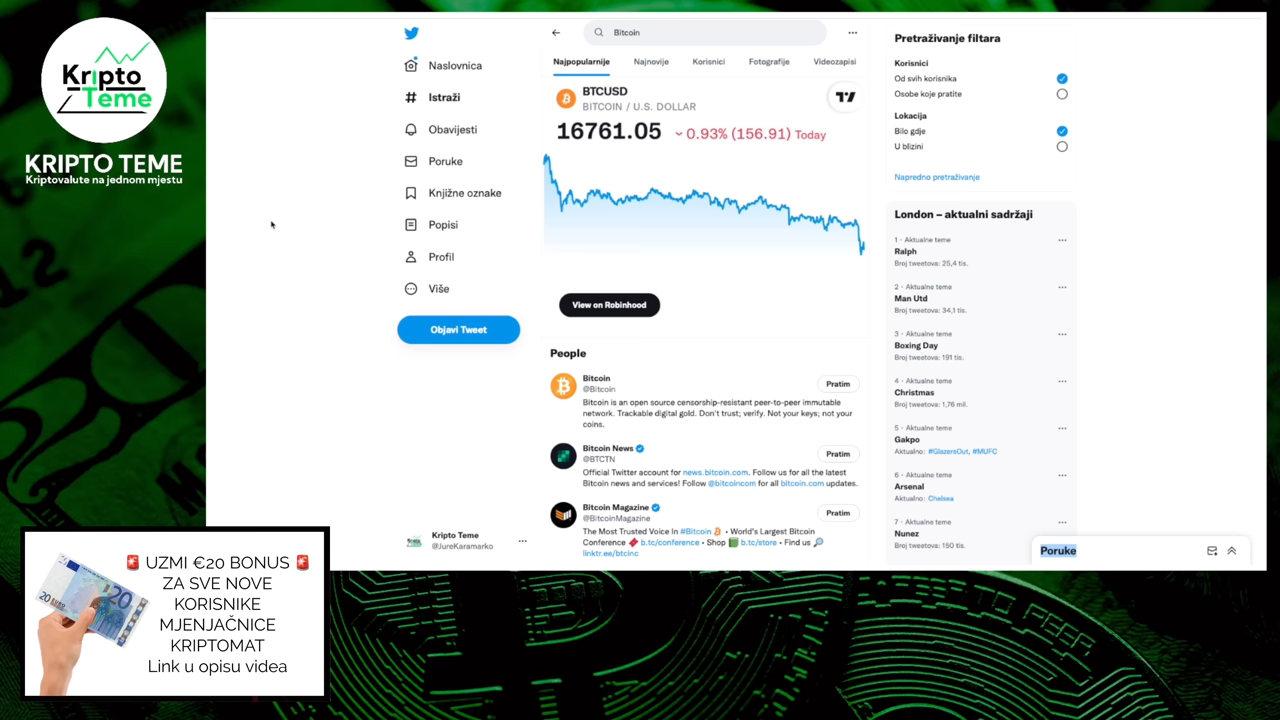 Kripto
Teme
KRIPTO TEME
Kriptovalute na jednom mjestu
Naslovnica
Istraži
Obavijesti
Poruke
Knjižne oznake
Popisi
Profil
Više
Objavi Tweet
Kripto Teme
@JureKaramarko
Bitcoin
Najpopularnije
Najnovije
Korisnici
Fotografije
Videozapisi
BTCUSD
BITCOIN / U.S. DOLLAR
16761.05
0.93% (156.91) Today
View on Robinhood
People
Bitcoin
@Bitcoin
Pratim
Bitcoin is an open source censorship-resistant peer-to-peer immutable
network. Trackable digital gold. Don't trust; verify. Not your keys; not your
coins.
Bitcoin News
@BTCTN
Pratim
Official Twitter account for news.bitcoin.com. Follow us for all the latest
Bitcoin news and services! Follow @bitcoincom for all bitcoin.com updates.
Bitcoin Magazine
@BitcoinMagazine
Pratim
The Most Trusted Voice In #Bitcoin • World's Largest Bitcoin
Conference b.tc/conference • Shop b.tc/store • Find us
linktr.ee/btcinc
Pretraživanje filtara
Korisnici
Od svih korisnika
Osobe koje pratite
Lokacija
Bilo gdje
U blizini
Napredno pretraživanje
London – aktualni sadržaji
1 · Aktualne teme
Ralph
Broj tweetova: 25,4 tis.
2 · Aktualne teme
Man Utd
Broj tweetova: 34,1 tis.
3 · Aktualne teme
Boxing Day
Broj tweetova: 191 tis.
4 · Aktualne teme
Christmas
Broj tweetova: 1,76 mil.
5 · Aktualne teme
Gakpo
Aktualno: #GlazersOut, #MUFC
6 · Aktualne teme
Arsenal
Aktualno: Chelsea
7 · Aktualne teme
Nunez
Broj tweetova: 150 tis.
Poruke
UZMI €20 BONUS
ZA SVE NOVE
KORISNIKE
MJENJAČNICE
KRIPTOMAT
Link u opisu videa
20 EURO
20